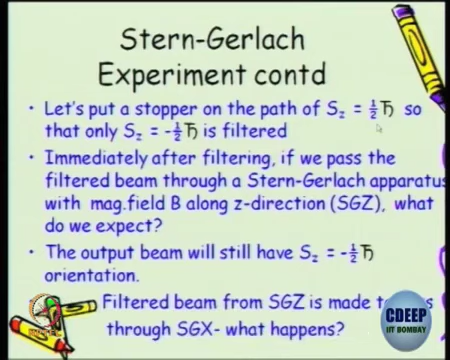 Stern-Gerlach
Experiment contd
• Let's put a stopper on the path of S_z = ½ħ so
that only S_z = -½ħ is filtered
• Immediately after filtering, if we pass the
filtered beam through a Stern-Gerlach apparatus
with mag.field B along z-direction (SGZ), what
do we expect?
• The output beam will still have S_z = -½ħ
orientation.
Filtered beam from SGZ is made
through SGX- what happens?
CDEEP
IIT BOMBAY